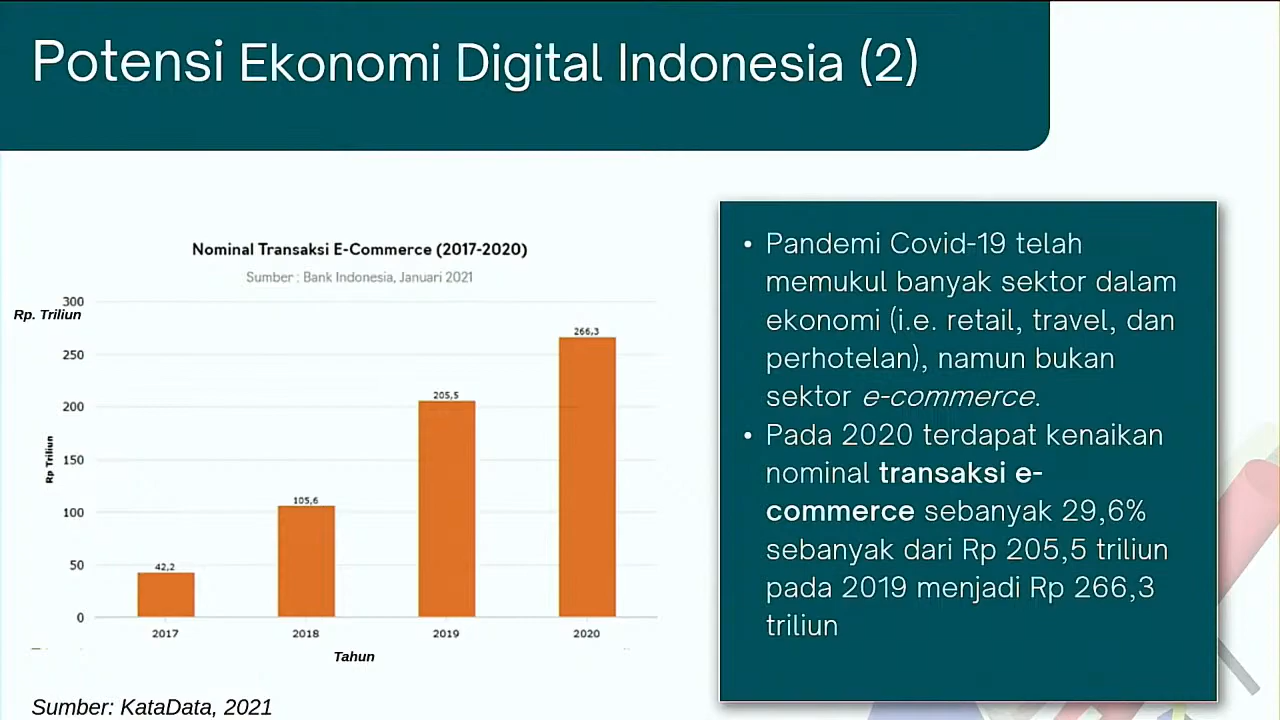 Potensi Ekonomi Digital Indonesia (2)
Nominal Transaksi E-Commerce (2017-2020)
Sumber : Bank Indonesia, Januari 2021
Rp. Triliun
Rp Triliun
300
250
200
150
100
50
0
42,2
105,6
205,5
266,3
2017 2018 2019 2020
Tahun
Sumber: KataData, 2021
• Pandemi Covid-19 telah
memukul banyak sektor dalam
ekonomi (i.e. retail, travel, dan
perhotelan), namun bukan
sektor e-commerce.
• Pada 2020 terdapat kenaikan
nominal transaksi e-
commerce sebanyak 29,6%
sebanyak dari Rp 205,5 triliun
pada 2019 menjadi Rp 266,3
triliun